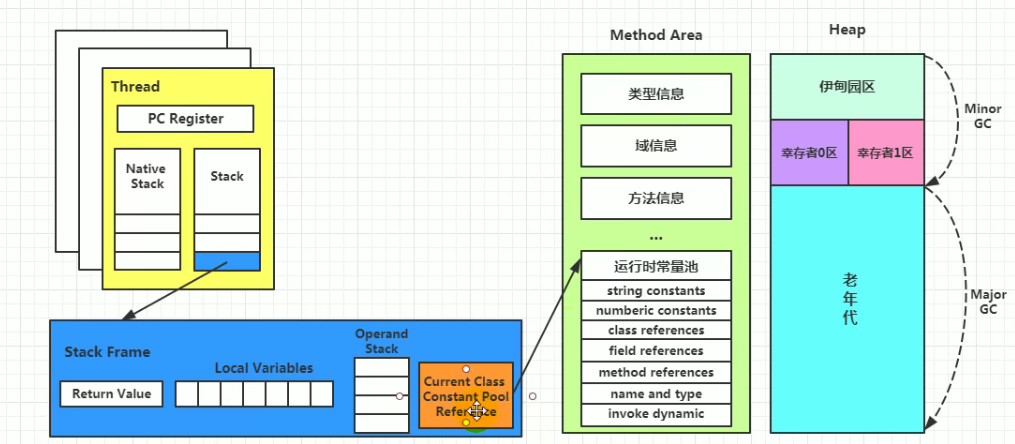 Method Area
Heap
Thread
PC Register
Native
Stack
Stack
类型信息
域信息
方法信息
...
运行时常量池
string constants
numberic constants
class references
field references
method references
name and type
invoke dynamic
伊甸园区
幸存者0区
幸存者1区
Minor
GC
老
年
代
Major
GC
Stack Frame
Return Value
Local Variables
Operand
Stack
Current Class
Constant Pool
Reference